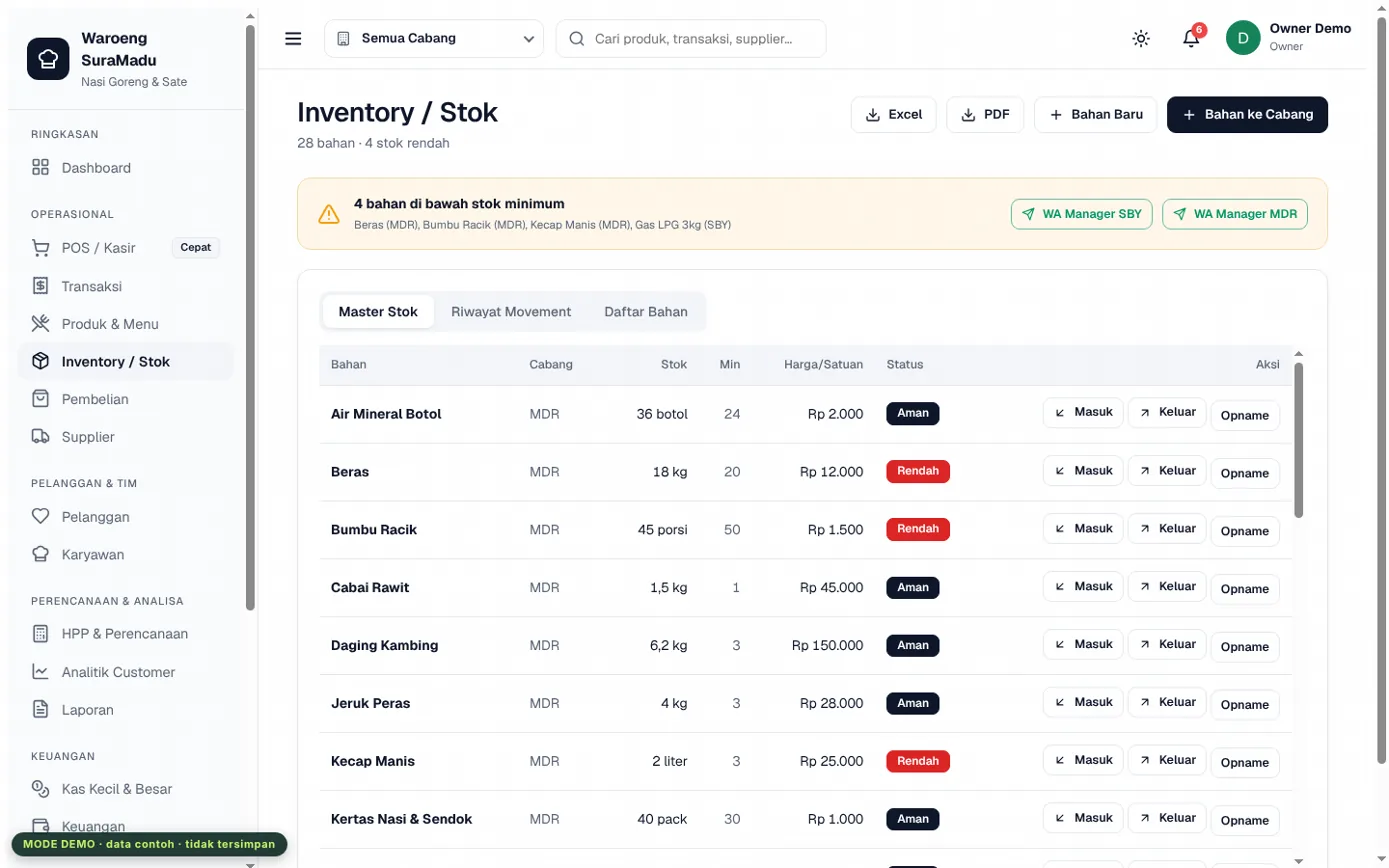 Waroeng
SuraMadu
Nasi Goreng & Sate
RINGKASAN
Dashboard
OPERASIONAL
POS / Kasir Cepat
Transaksi
Produk & Menu
Inventory / Stok
Pembelian
Supplier
PELANGGAN & TIM
Pelanggan
Karyawan
PERENCANAAN & ANALISA
HPP & Perencanaan
Analitik Customer
Laporan
KEUANGAN
Kas Kecil & Besar
Keuangan
MODE DEMO · data contoh · tidak tersimpan
Semua Cabang
Cari produk, transaksi, supplier...
6
D
Owner Demo
Owner
Inventory / Stok
28 bahan · 4 stok rendah
Excel
PDF
Bahan Baru
Bahan ke Cabang
4 bahan di bawah stok minimum
Beras (MDR), Bumbu Racik (MDR), Kecap Manis (MDR), Gas LPG 3kg (SBY)
WA Manager SBY
WA Manager MDR
Master Stok Riwayat Movement Daftar Bahan
Bahan Cabang Stok Min Harga/Satuan Status Aksi
Air Mineral Botol MDR 36 botol 24 Rp 2.000 Aman Masuk Keluar Opname
Beras MDR 18 kg 20 Rp 12.000 Rendah Masuk Keluar Opname
Bumbu Racik MDR 45 porsi 50 Rp 1.500 Rendah Masuk Keluar Opname
Cabai Rawit MDR 1,5 kg 1 Rp 45.000 Aman Masuk Keluar Opname
Daging Kambing MDR 6,2 kg 3 Rp 150.000 Aman Masuk Keluar Opname
Jeruk Peras MDR 4 kg 3 Rp 28.000 Aman Masuk Keluar Opname
Kecap Manis MDR 2 liter 3 Rp 25.000 Rendah Masuk Keluar Opname
Kertas Nasi & Sendok MDR 40 pack 30 Rp 1.000 Aman Masuk Keluar Opname